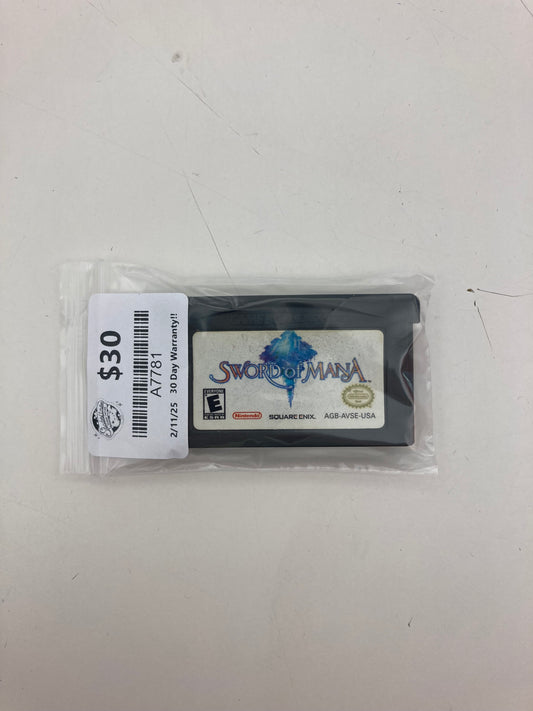 $30
A7781
2/11/25 30 Day Warranty!!
SWORD of MANA
EVERYONE
E
ESRB
Nintendo
SQUARE ENIX
AGB-AVSE-USA